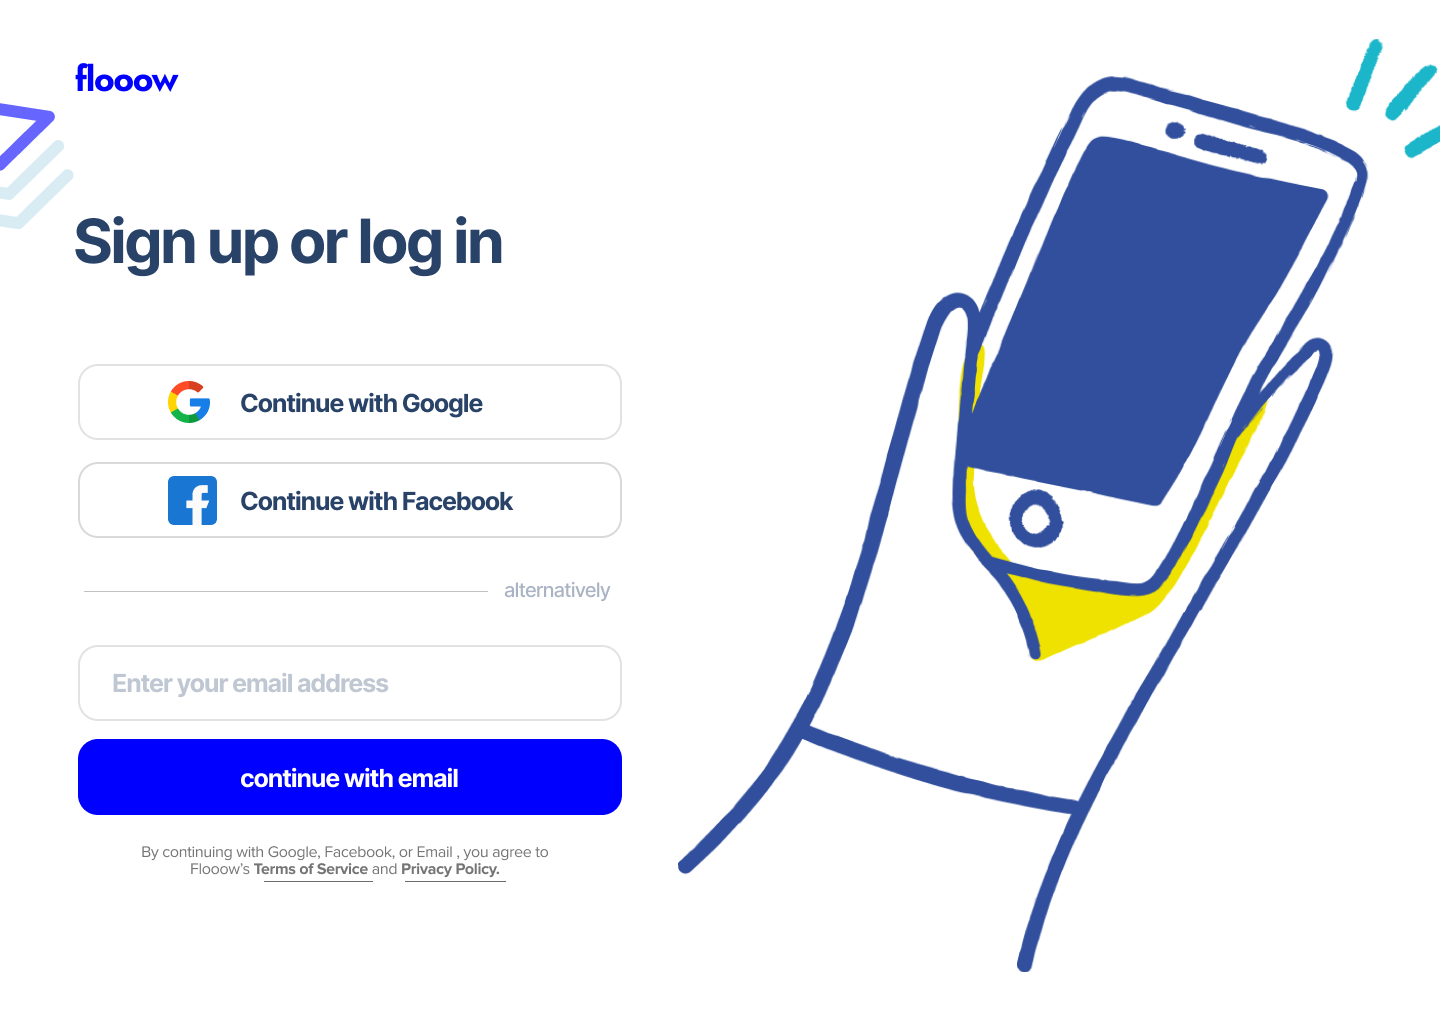 flooow
Sign up or log in
Continue with Google
Continue with Facebook
alternatively
Enter your email address
continue with email
By continuing with Google, Facebook, or Email , you agree to
Flooow's Terms of Service and Privacy Policy.